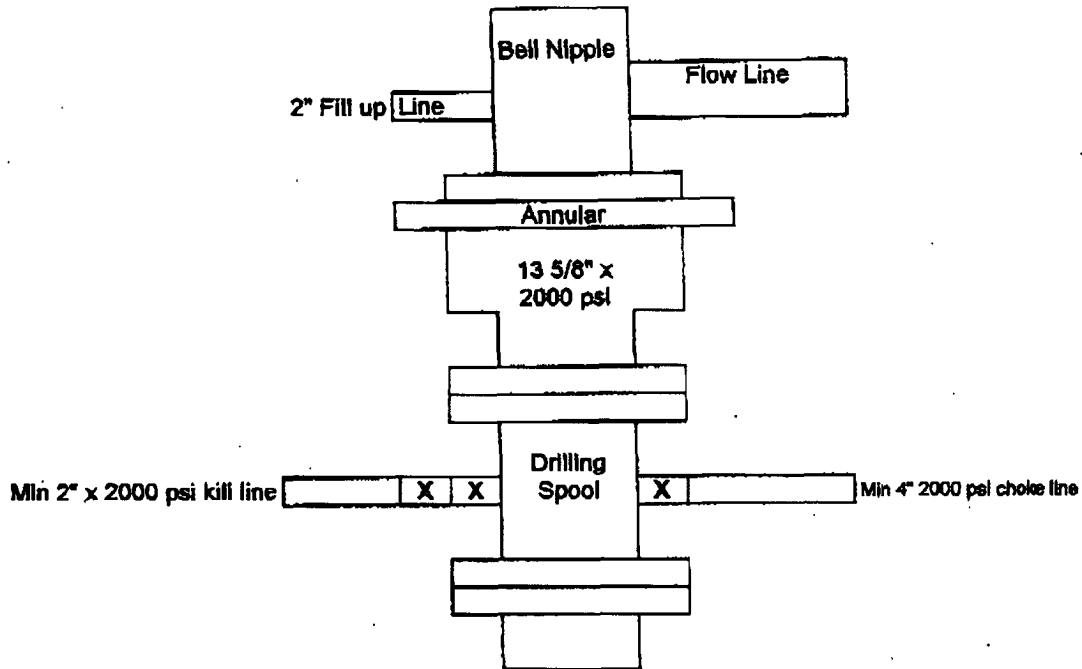 Bell Nipple
Flow Line
2" Fill up Line
Annular
13 5/8" x
2000 psi
Drilling
Spool
Min 2" x 2000 psi kill line
X X
X
Min 4" 2000 psi choke line